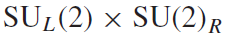 SU_L(2) × SU(2)_R